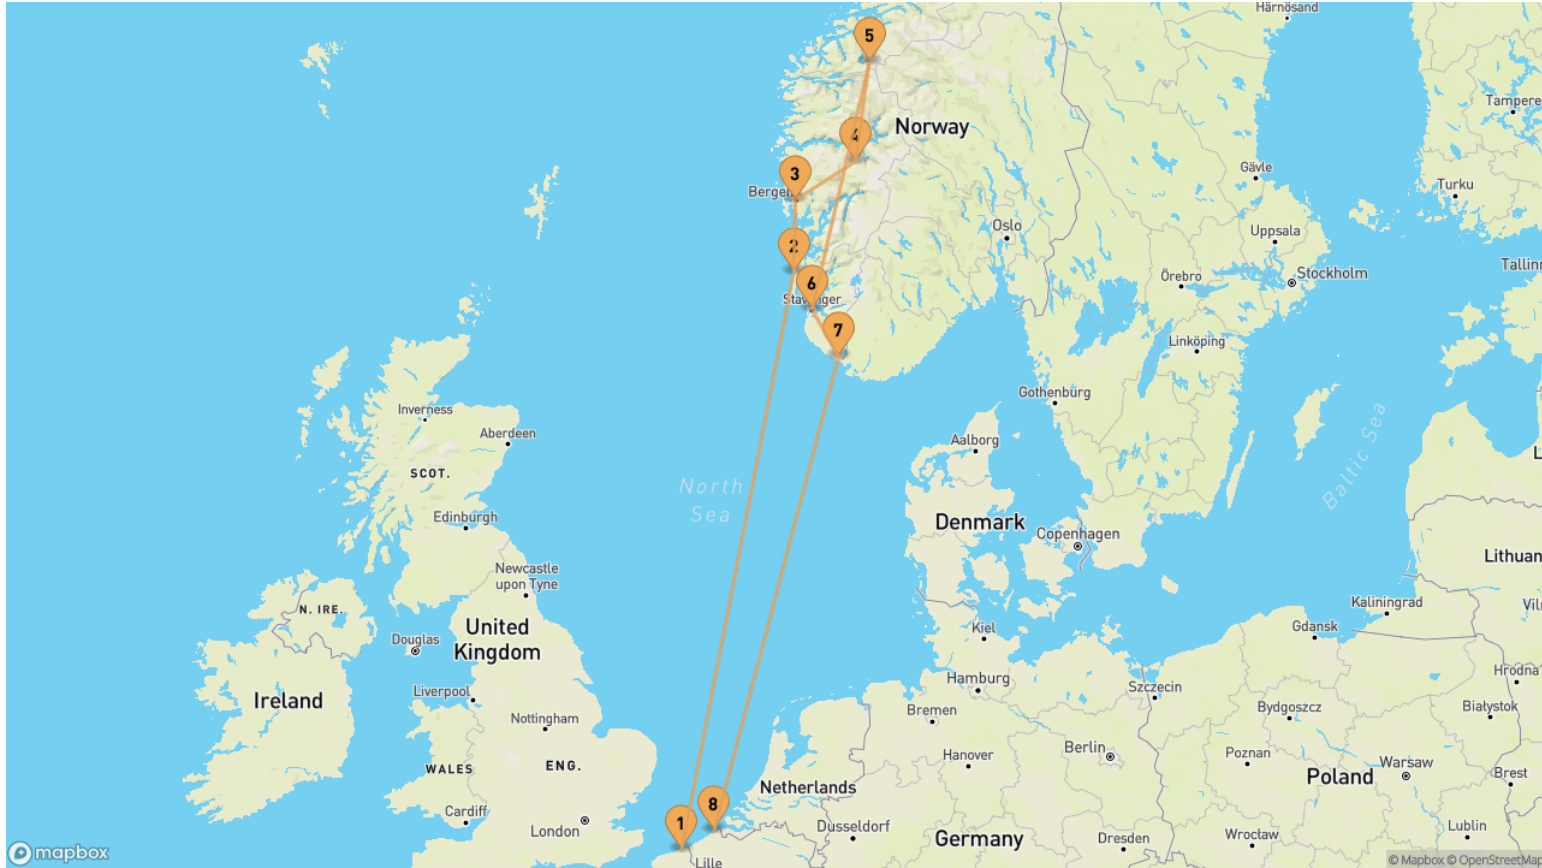 Härnösand
5
Tampere
Norway
4
Gävle
3
Bergen
Turku
Oslo
Uppsala
2
Tallinn
Stockholm
Örebro
6
Stavanger
7
Linköping
Gothenburg
Inverness
Aberdeen
Aalborg
SCOT.
Baltic Sea
North
Sea
Edinburgh
Denmark
Copenhagen
Lithuan
Newcastle
upon Tyne
Kaliningrad
N. IRE.
Viln
United
Kingdom
Douglas
Kiel
Gdansk
Hrodna
Ireland
Liverpool
Hamburg
Szczecin
Nottingham
Bremen
Bydgoszcz
Białystok
WALES
ENG.
Hanover
Berlin
Poznan
Warsaw
Netherlands
Poland
Brest
8
Cardiff
1
London
Dusseldorf
Germany
Dresden
Wrocław
Lublin
mapbox
Lille
© Mapbox © OpenStreetMap